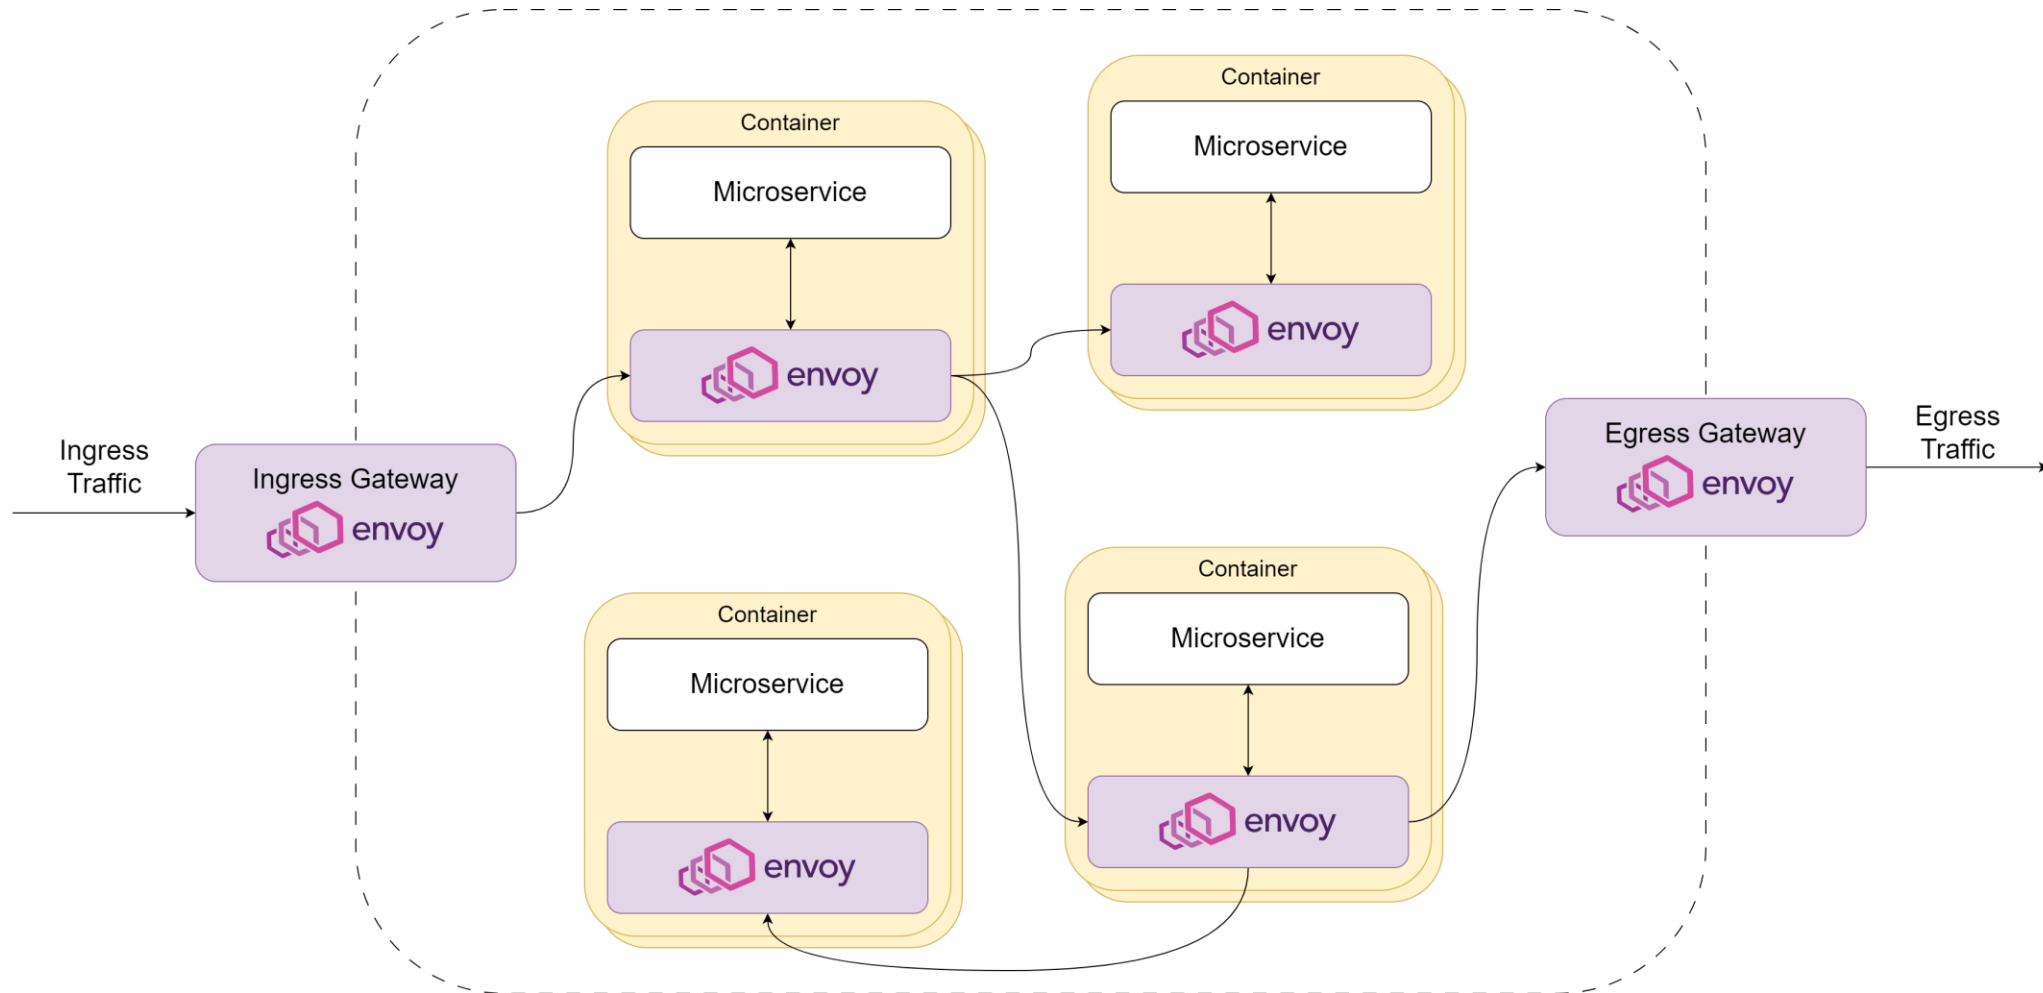 Container
Microservice
envoy
Container
Microservice
envoy
Ingress
Traffic
Ingress Gateway
envoy
Egress Gateway
envoy
Egress
Traffic
Container
Microservice
envoy
Container
Microservice
envoy